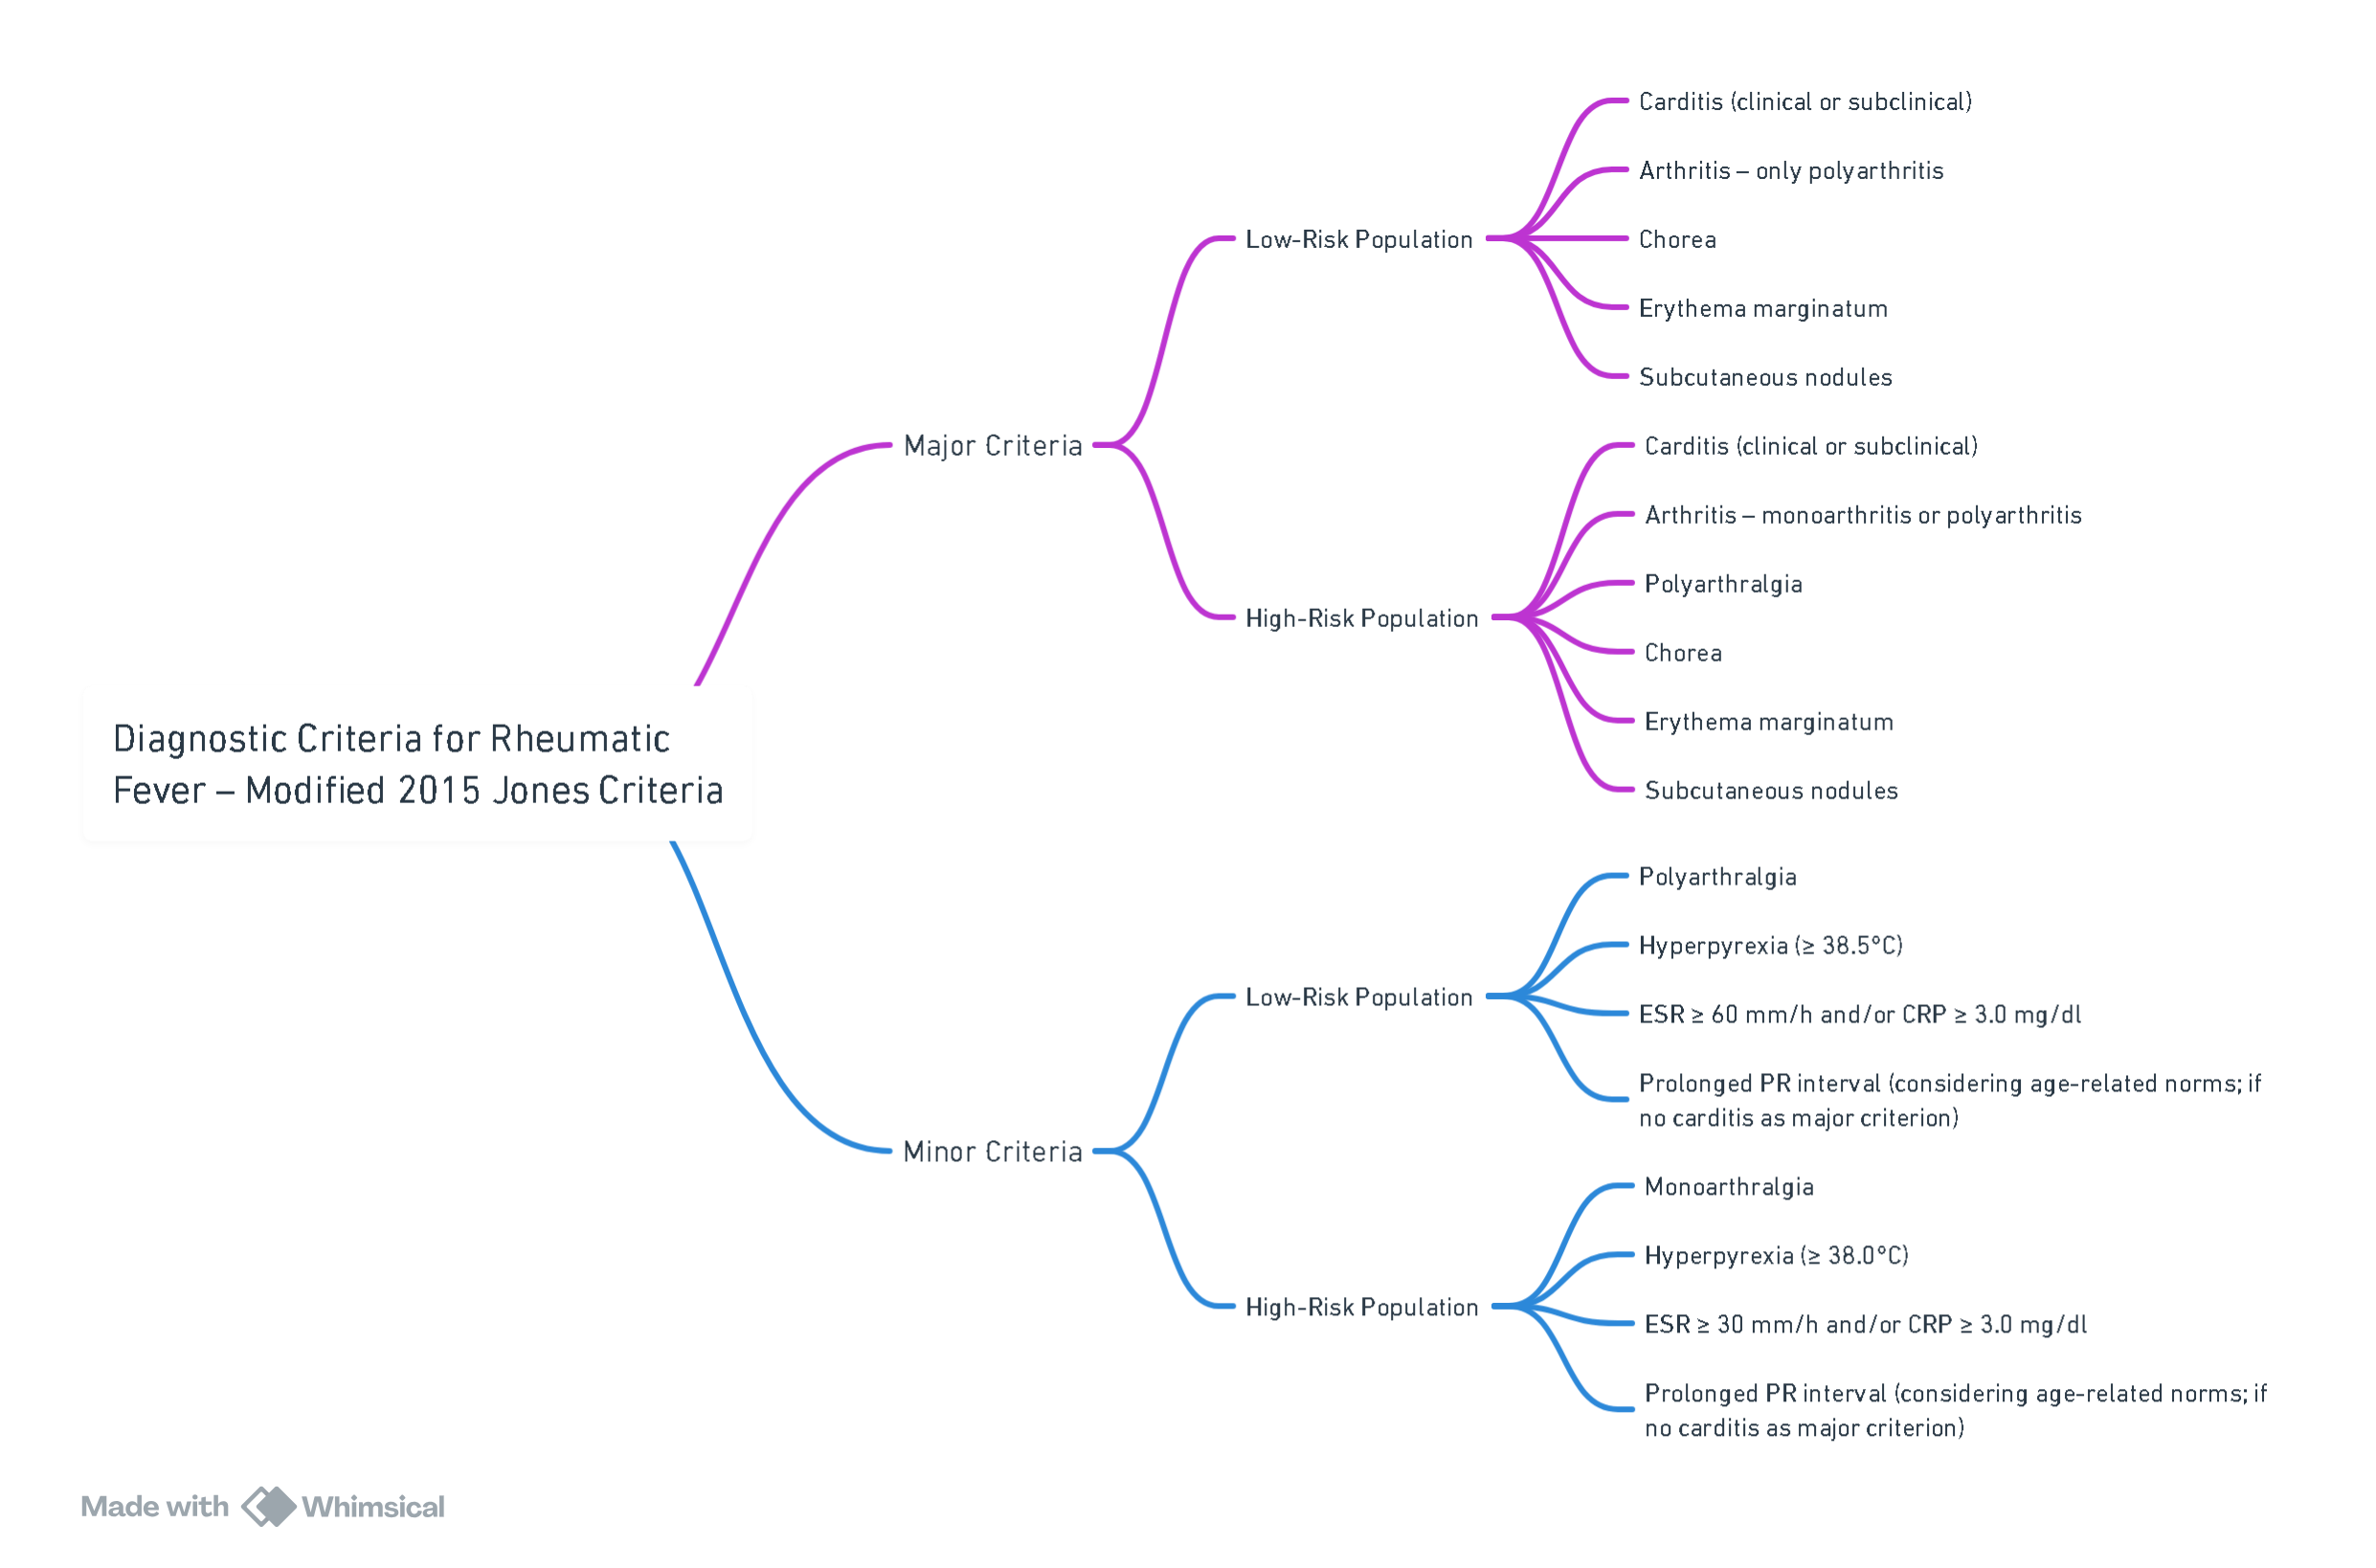 Carditis (clinical or subclinical)
Arthritis – only polyarthritis
Low-Risk Population
Chorea
Erythema marginatum
Subcutaneous nodules
Major Criteria
Carditis (clinical or subclinical)
Arthritis – monoarthritis or polyarthritis
Polyarthralgia
High-Risk Population
Chorea
Erythema marginatum
Subcutaneous nodules
Diagnostic Criteria for Rheumatic
Fever – Modified 2015 Jones Criteria
Polyarthralgia
Hyperpyrexia (≥ 38.5°C)
Low-Risk Population
ESR ≥ 60 mm/h and/or CRP ≥ 3.0 mg/dl
Prolonged PR interval (considering age-related norms; if
no carditis as major criterion)
Minor Criteria
Monoarthralgia
Hyperpyrexia (≥ 38.0°C)
High-Risk Population
ESR ≥ 30 mm/h and/or CRP ≥ 3.0 mg/dl
Prolonged PR interval (considering age-related norms; if
no carditis as major criterion)
Made with Whimsical